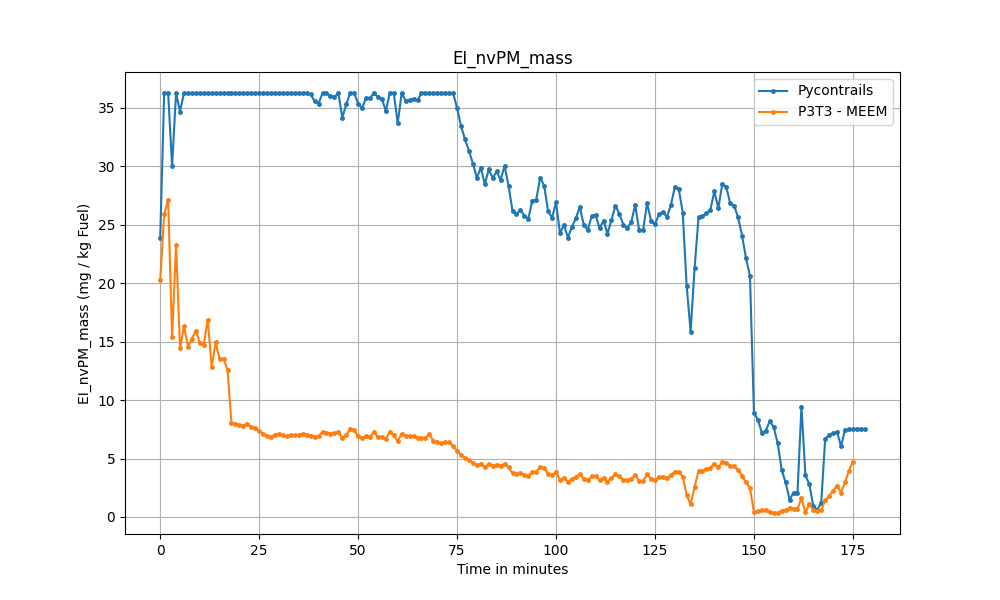 EI_nvPM_mass
Pycontrails
P3T3 - MEEM
EI_nvPM_mass (mg / kg Fuel)
35
30
25
20
15
10
5
0
0 25 50 75 100 125 150 175
Time in minutes